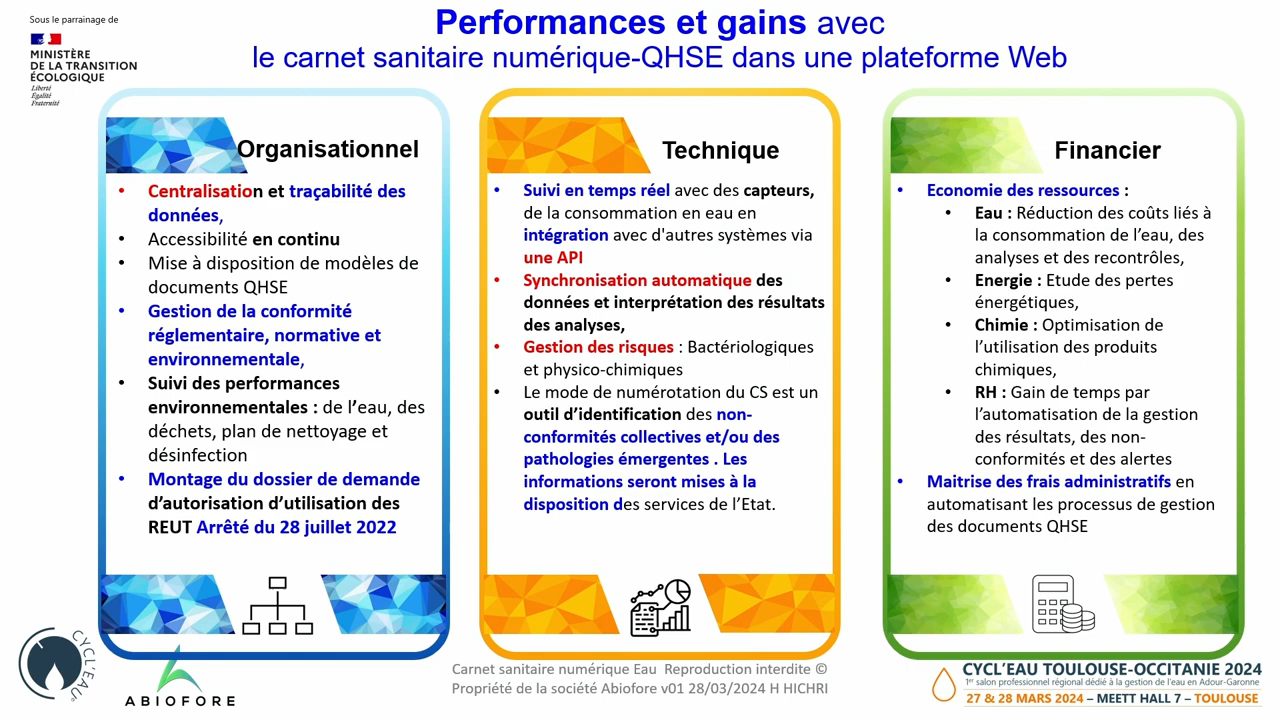 Sous le parrainage de
MINISTÈRE
DE LA TRANSITION
ÉCOLOGIQUE
Liberté
Égalité
Fraternité
Performances et gains avec
le carnet sanitaire numérique-QHSE dans une plateforme Web
Organisationnel
• Centralisation et traçabilité des
données,
• Accessibilité en continu
• Mise à disposition de modèles de
documents QHSE
• Gestion de la conformité
réglementaire, normative et
environnementale,
• Suivi des performances
environnementales : de l’eau, des
déchets, plan de nettoyage et
désinfection
• Montage du dossier de demande
d’autorisation d’utilisation des
REUT Arrêté du 28 juillet 2022
Technique
• Suivi en temps réel avec des capteurs,
de la consommation en eau en
intégration avec d'autres systèmes via
une API
• Synchronisation automatique des
données et interprétation des résultats
des analyses,
• Gestion des risques : Bactériologiques
et physico-chimiques
• Le mode de numérotation du CS est un
outil d’identification des non-
conformités collectives et/ou des
pathologies émergentes . Les
informations seront mises à la
disposition des services de l’Etat.
Financier
• Economie des ressources :
• Eau : Réduction des coûts liés à
la consommation de l’eau, des
analyses et des recontrôles,
• Energie : Etude des pertes
énergétiques,
• Chimie : Optimisation de
l’utilisation des produits
chimiques,
• RH : Gain de temps par
l’automatisation de la gestion
des résultats, des non-
conformités et des alertes
• Maitrise des frais administratifs en
automatisant les processus de gestion
des documents QHSE
CYCL'EAU
ABIOFORE
Carnet sanitaire numérique Eau Reproduction interdite ©
Propriété de la société Abiofore v01 28/03/2024 H HICHRI
CYCL'EAU TOULOUSE-OCCITANIE 2024
1er salon professionnel régional dédié à la gestion de l'eau en Adour-Garonne
27 & 28 MARS 2024 – MEETT HALL 7 – TOULOUSE